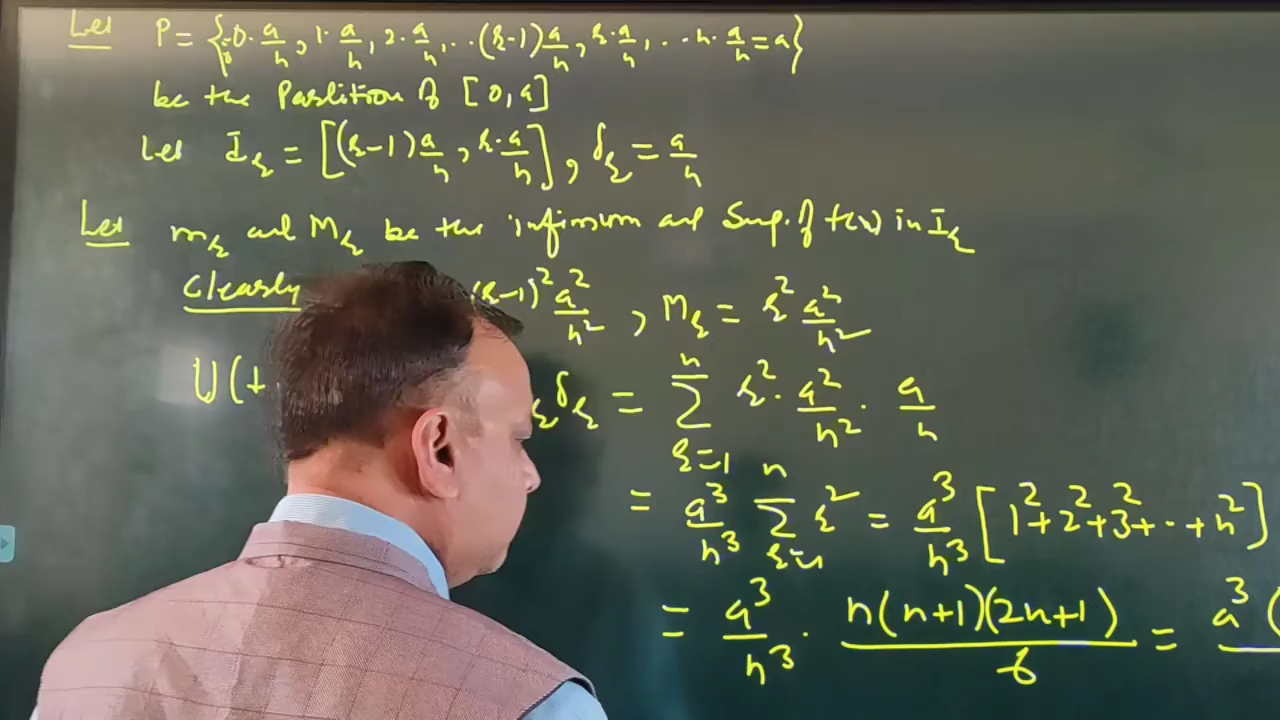 Let P = {0 = 0·a/n, 1·a/n, 2·a/n, ..(r-1)a/n, r·a/n, .. n·a/n = a}
be the Partition of [0, a]
Let I_r = [(r-1)a/n, r·a/n], δ_r = a/n
Let m_r and M_r be the infimum and Sup. of f(x) in I_r
Clearly (r-1)² a²/n², M_r = r² a²/n²
U(f r δ_r = Σ_{r=1}^{n} r²· a²/n² · a/n
= a³/n³ Σ_{r=1}^{n} r² = a³/n³ [1²+2²+3²+··+n²]
= a³/n³ · n(n+1)(2n+1)/6 = a³(